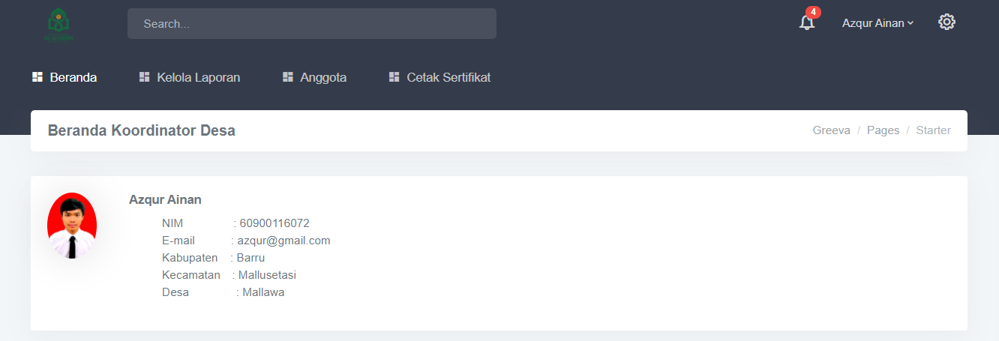 Search...
4
Azqur Ainan
Beranda
Kelola Laporan
Anggota
Cetak Sertifikat
Beranda Koordinator Desa
Greeva / Pages / Starter
Azqur Ainan
NIM : 60900116072
E-mail : azqur@gmail.com
Kabupaten : Barru
Kecamatan : Mallusetasi
Desa : Mallawa